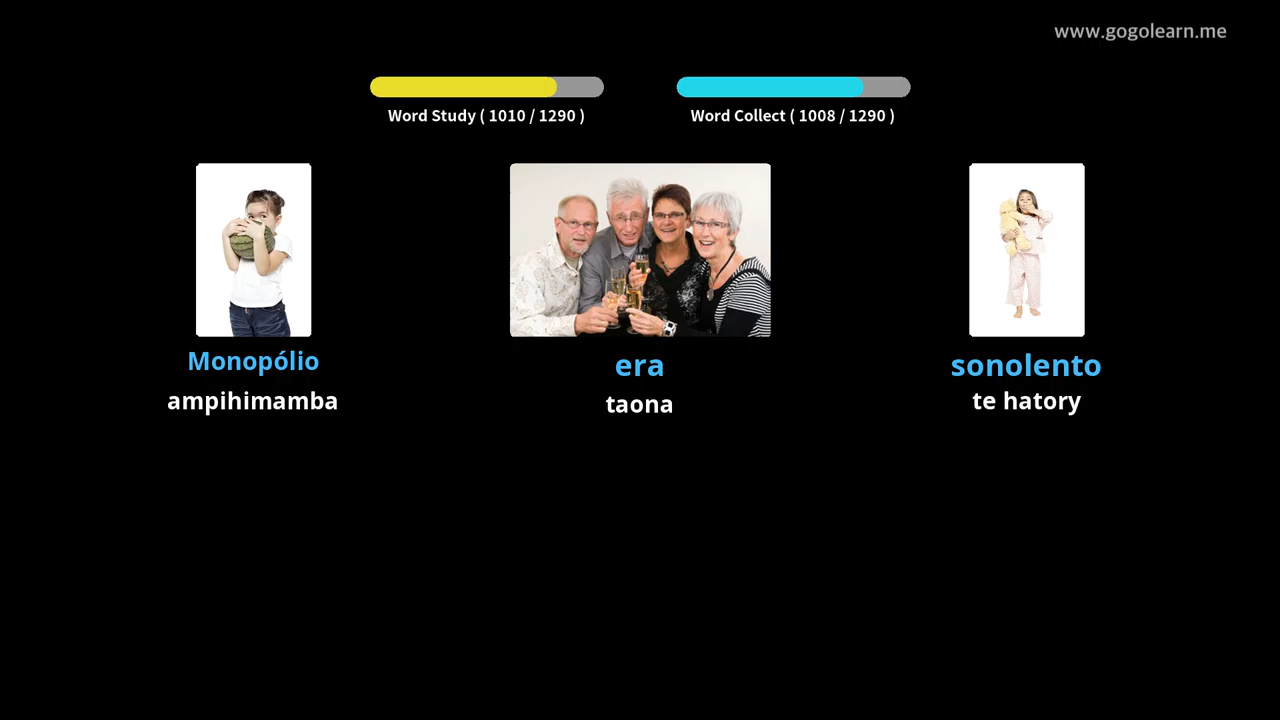 www.gogolearn.me
Word Study ( 1010 / 1290 )
Word Collect ( 1008 / 1290 )
Monopólio
era
sonolento
ampihimamba
taona
te hatory